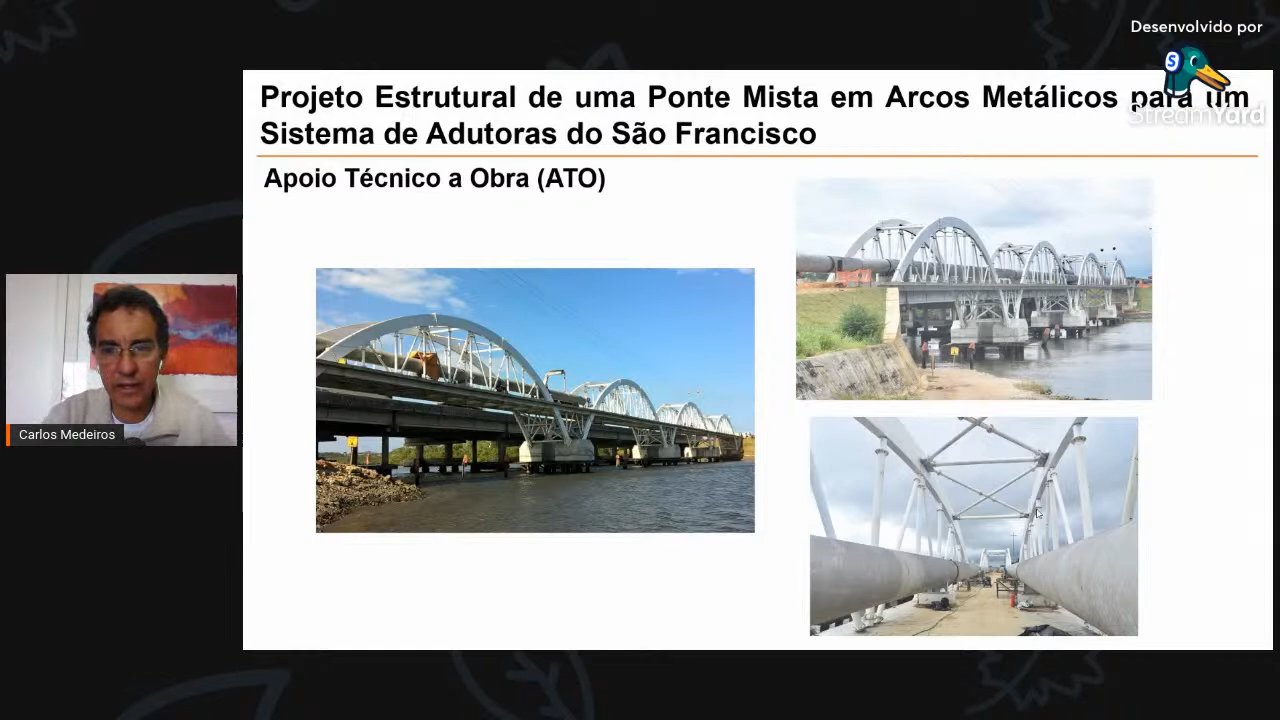 Desenvolvido por
StreamYard
Projeto Estrutural de uma Ponte Mista em Arcos Metálicos para um
Sistema de Adutoras do São Francisco
Apoio Técnico a Obra (ATO)
Carlos Medeiros